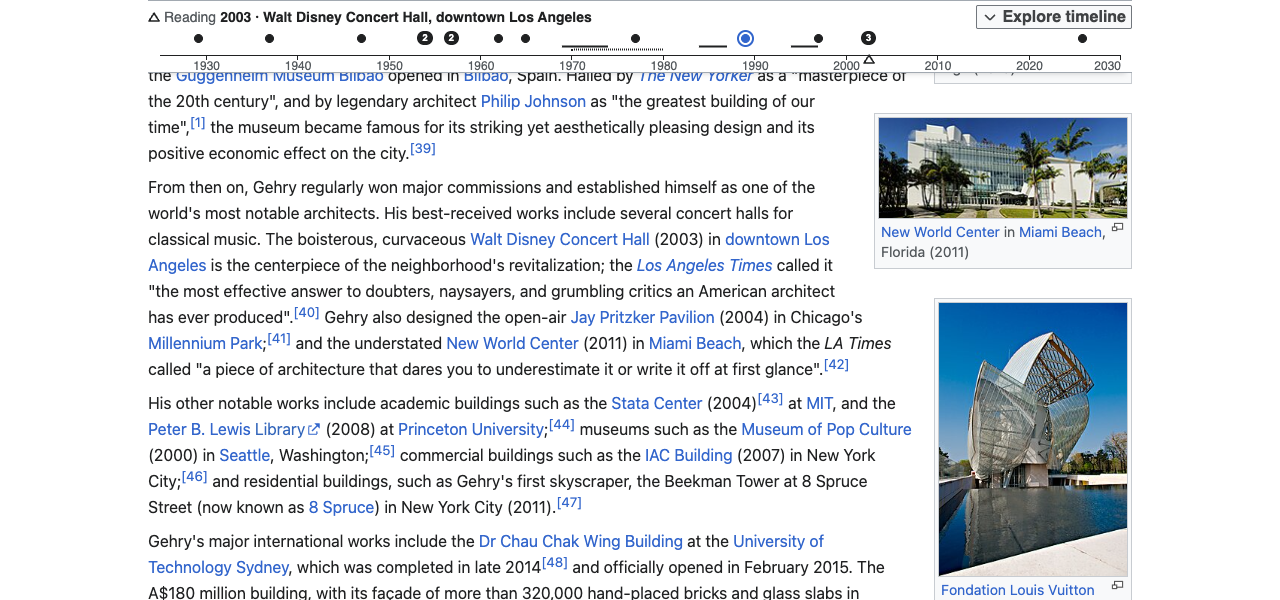 Reading 2003 · Walt Disney Concert Hall, downtown Los Angeles
Explore timeline
2 2 3
1930 1940 1950 1960 1970 1980 1990 2000 2010 2020 2030
the Guggenheim Museum Bilbao opened in Bilbao, Spain. Hailed by The New Yorker as a "masterpiece of
the 20th century", and by legendary architect Philip Johnson as "the greatest building of our
time",[1] the museum became famous for its striking yet aesthetically pleasing design and its
positive economic effect on the city.[39]
From then on, Gehry regularly won major commissions and established himself as one of the
world's most notable architects. His best-received works include several concert halls for
classical music. The boisterous, curvaceous Walt Disney Concert Hall (2003) in downtown Los
Angeles is the centerpiece of the neighborhood's revitalization; the Los Angeles Times called it
"the most effective answer to doubters, naysayers, and grumbling critics an American architect
has ever produced".[40] Gehry also designed the open-air Jay Pritzker Pavilion (2004) in Chicago's
Millennium Park;[41] and the understated New World Center (2011) in Miami Beach, which the LA Times
called "a piece of architecture that dares you to underestimate it or write it off at first glance".[42]
His other notable works include academic buildings such as the Stata Center (2004)[43] at MIT, and the
Peter B. Lewis Library (2008) at Princeton University;[44] museums such as the Museum of Pop Culture
(2000) in Seattle, Washington;[45] commercial buildings such as the IAC Building (2007) in New York
City;[46] and residential buildings, such as Gehry's first skyscraper, the Beekman Tower at 8 Spruce
Street (now known as 8 Spruce) in New York City (2011).[47]
Gehry's major international works include the Dr Chau Chak Wing Building at the University of
Technology Sydney, which was completed in late 2014[48] and officially opened in February 2015. The
A$180 million building, with its façade of more than 320,000 hand-placed bricks and glass slabs in
New World Center in Miami Beach,
Florida (2011)
Fondation Louis Vuitton